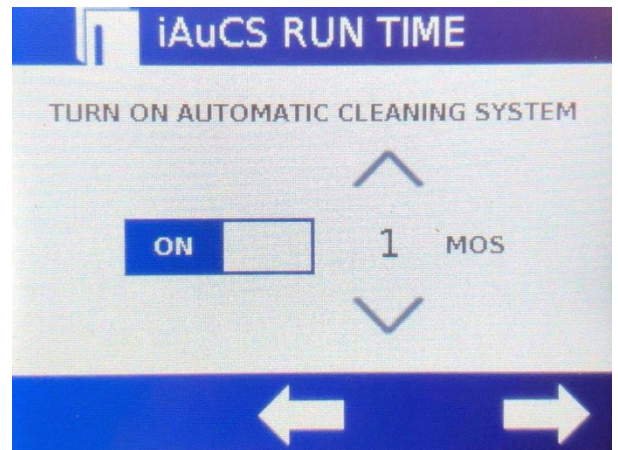 iAuCS RUN TIME
TURN ON AUTOMATIC CLEANING SYSTEM
ON 1 MOS